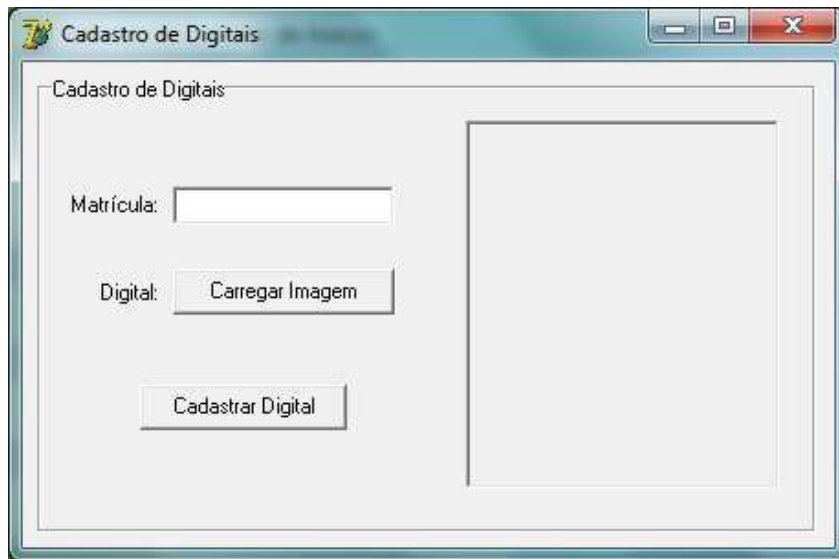 Cadastro de Digitais
Cadastro de Digitais
Matrícula:
Digital:
Carregar Imagem
Cadastrar Digital